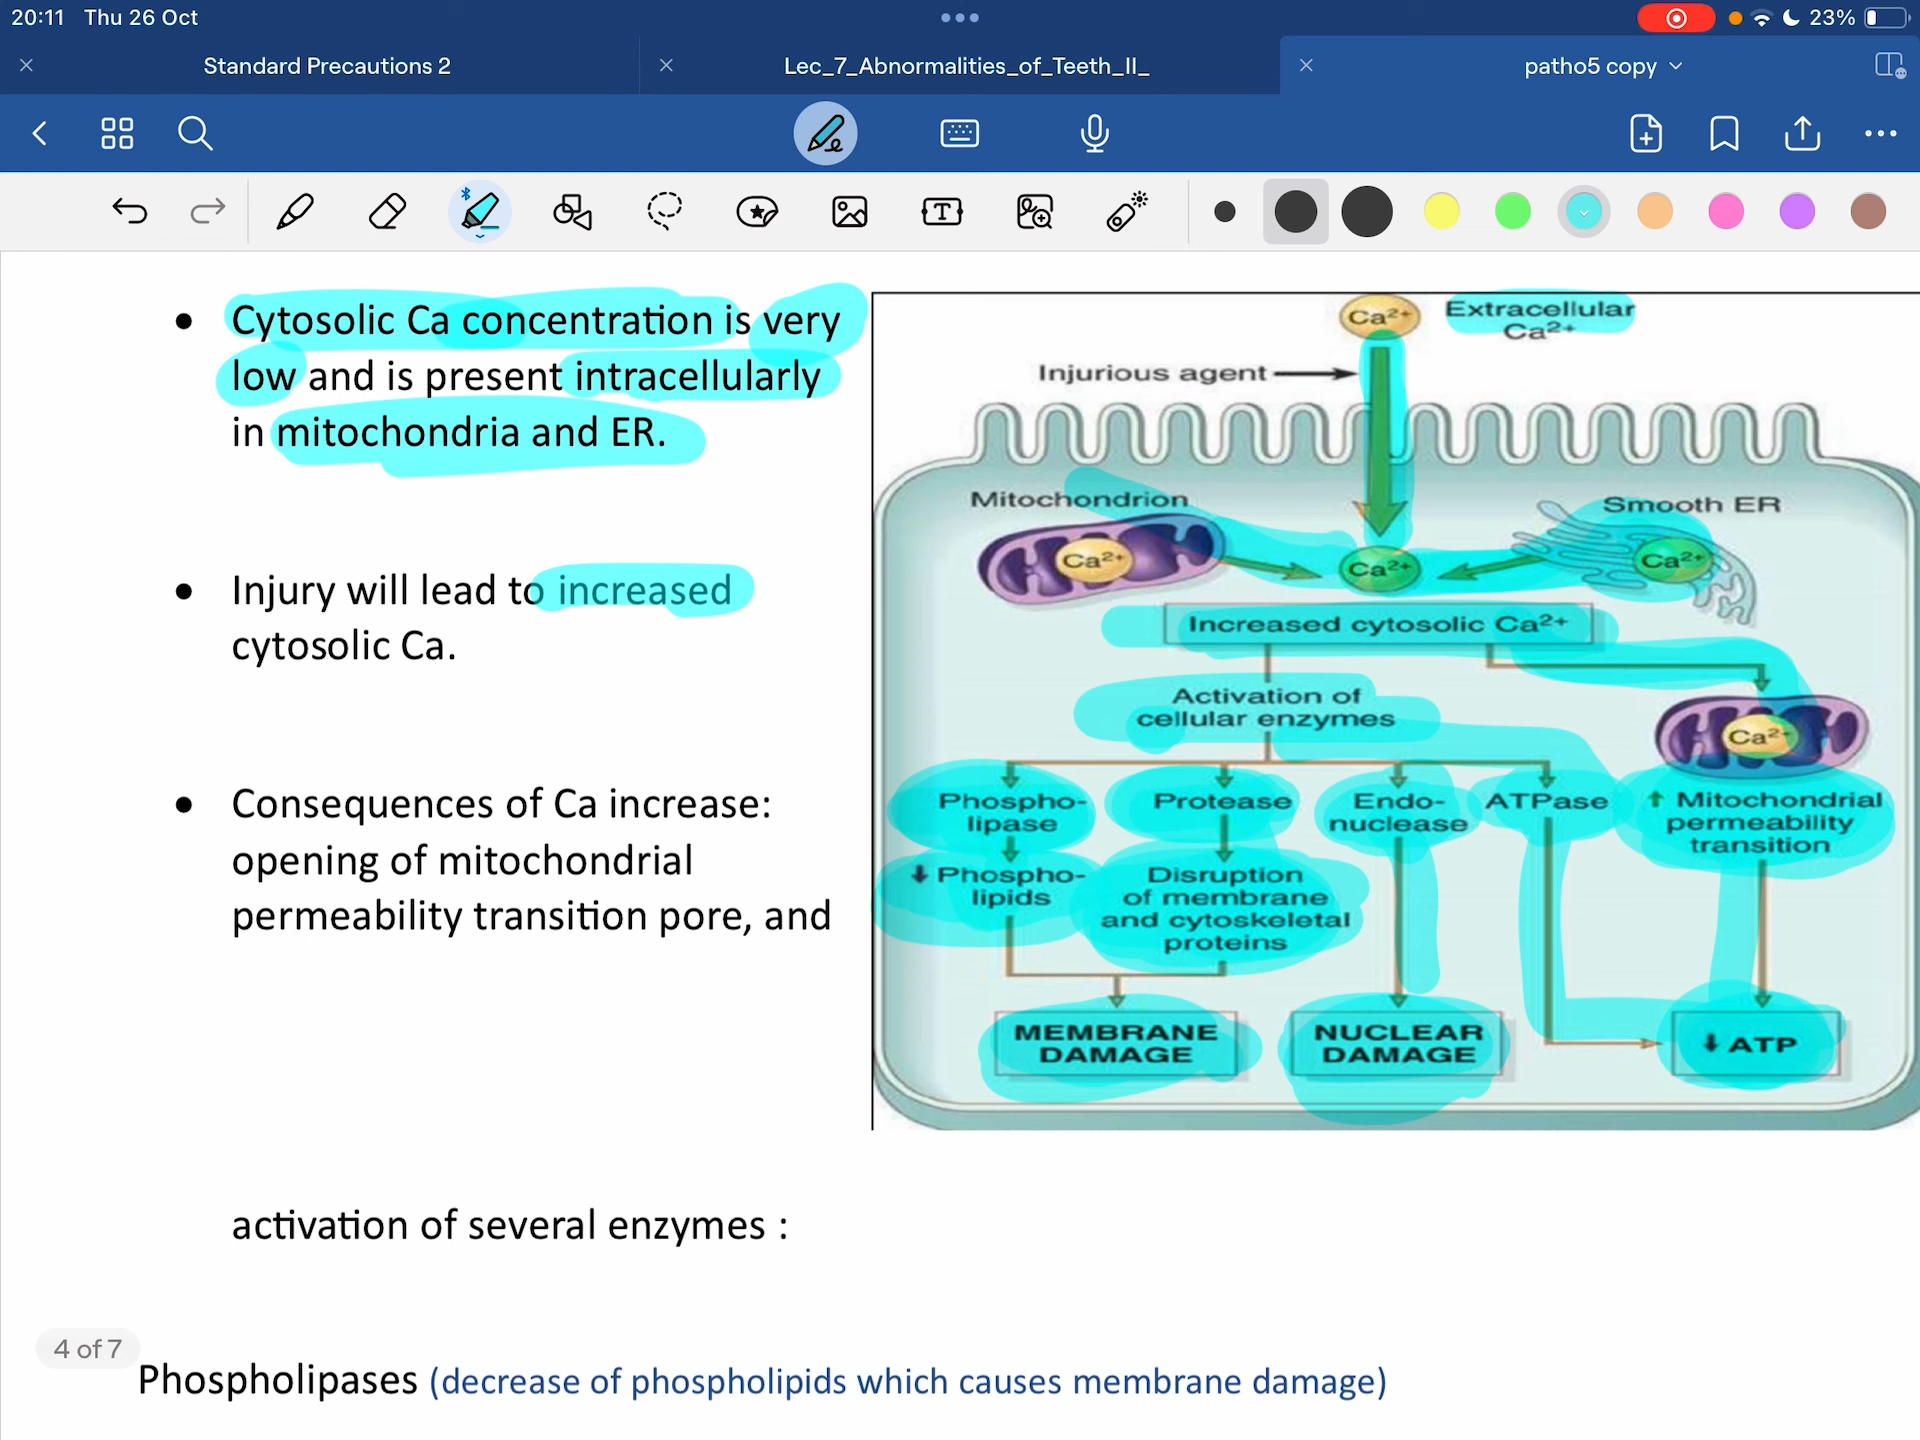 20:11 Thu 26 Oct
23%
Standard Precautions 2
Lec_7_Abnormalities_of_Teeth_II_
patho5 copy
• Cytosolic Ca concentration is very
low and is present intracellularly
in mitochondria and ER.
• Injury will lead to increased
cytosolic Ca.
• Consequences of Ca increase:
opening of mitochondrial
permeability transition pore, and
Ca²⁺
Extracellular
Ca²⁺
Injurious agent
Mitochondrion
Smooth ER
Ca²⁺
Ca²⁺
Ca²⁺
Increased cytosolic Ca²⁺
Activation of
cellular enzymes
Ca²⁺
Phospho-
lipase
Protease
Endo-
nuclease
ATPase
↑ Mitochondrial
permeability
transition
↓ Phospho-
lipids
Disruption
of membrane
and cytoskeletal
proteins
MEMBRANE
DAMAGE
NUCLEAR
DAMAGE
↓ ATP
activation of several enzymes :
4 of 7
Phospholipases (decrease of phospholipids which causes membrane damage)